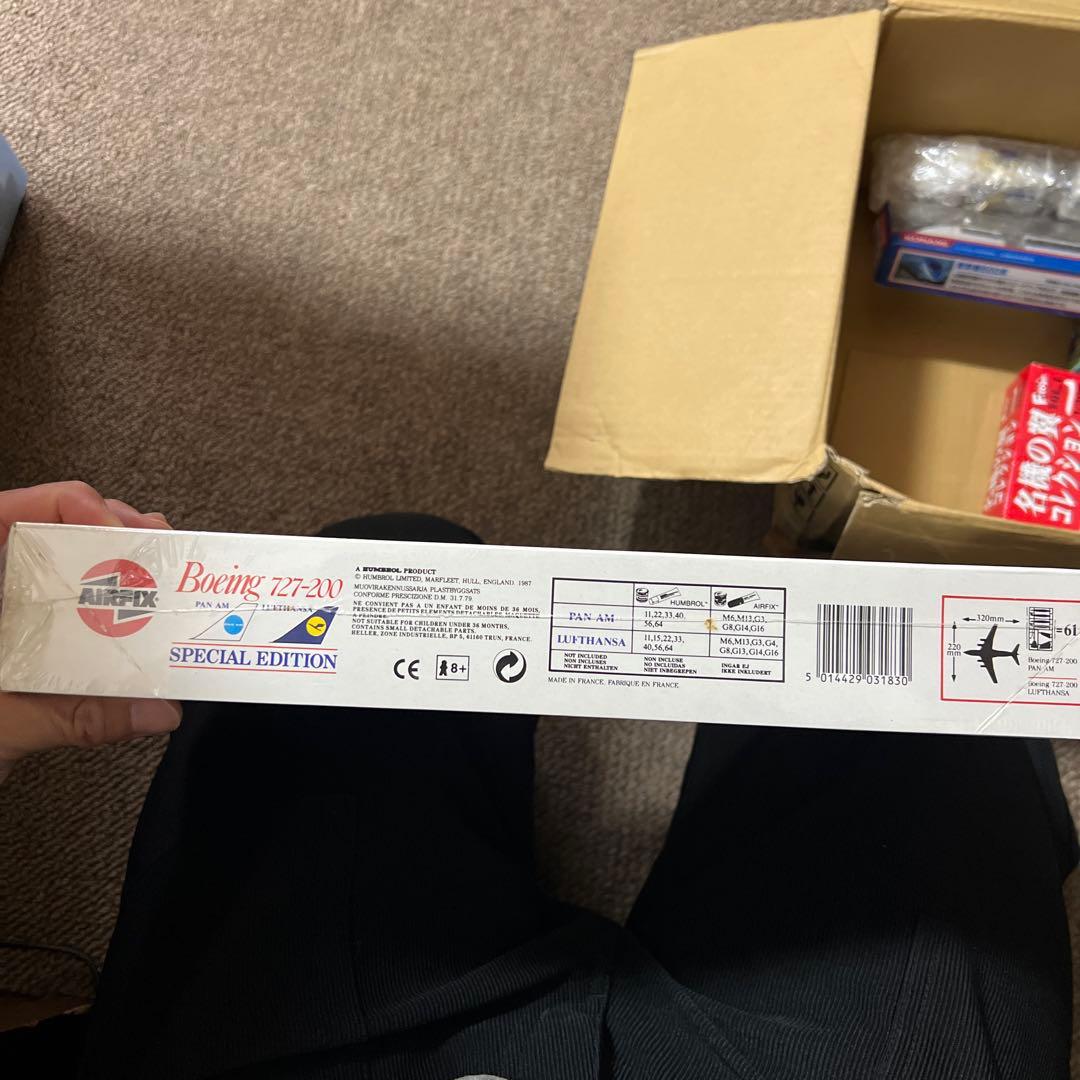 AIRFIX
Boeing 727-200
PAN AM LUFTHANSA
SPECIAL EDITION
A HUMBROL PRODUCT
© HUMBROL LIMITED, MARFLEET, HULL, ENGLAND. 1987
MUOVIRAKENNUSSARJA PLASTBYGGSATS
CONFORME PRESCIZIONE D.M. 31.7.79.
NE CONVIENT PAS A UN ENFANT DE MOINS DE 36 MOIS,
PRESENCE DE PETITS ELEMENTS DETACHABLES MAQUETTE
NOT SUITABLE FOR CHILDREN UNDER 36 MONTHS,
CONTAINS SMALL DETACHABLE PARTS.
HELLER, ZONE INDUSTRIELLE, BP 5, 61160 TRUN, FRANCE.
CE 8+
HUMBROL AIRFIX
PAN AM 11,22,33,40, 56,64 M6,M13,G3, G8,G14,G16
LUFTHANSA 11,15,22,33, 40,56,64 M6,M13,G3,G4, G8,G13,G14,G16
NOT INCLUDED NON INCLUSE INGAR EJ
NON INCLUSES NO INCLUIDAS IKKE INKLUDERT
NICHT ENTHALTEN NIET INBEGREPEN
MADE IN FRANCE. FABRIQUE EN FRANCE.
5 014429 031830
320mm
220 mm
=61
Boeing 727-200
PAN AM
Boeing 727-200
LUFTHANSA
名機の翼
コレクション